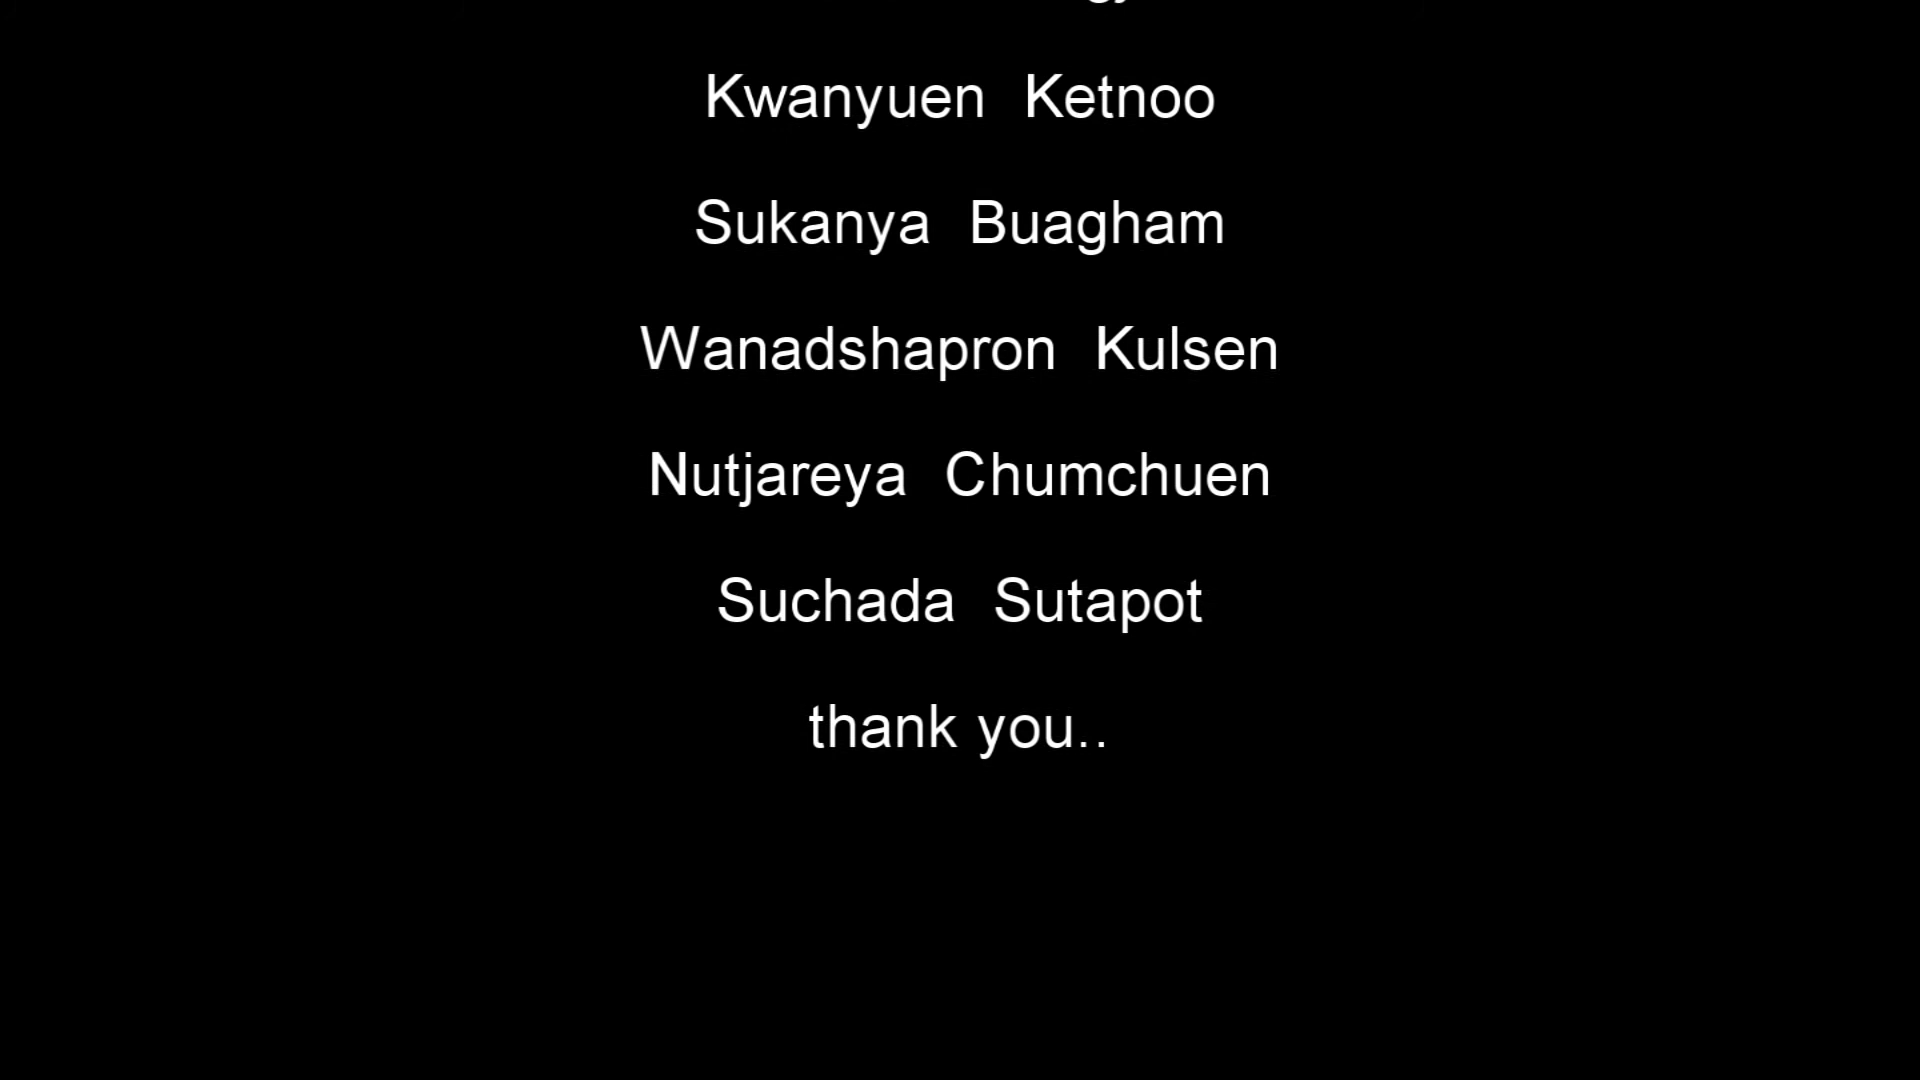 Kwanyuen Ketnoo
Sukanya Buagham
Wanadshapron Kulsen
Nutjareya Chumchuen
Suchada Sutapot
thank you..